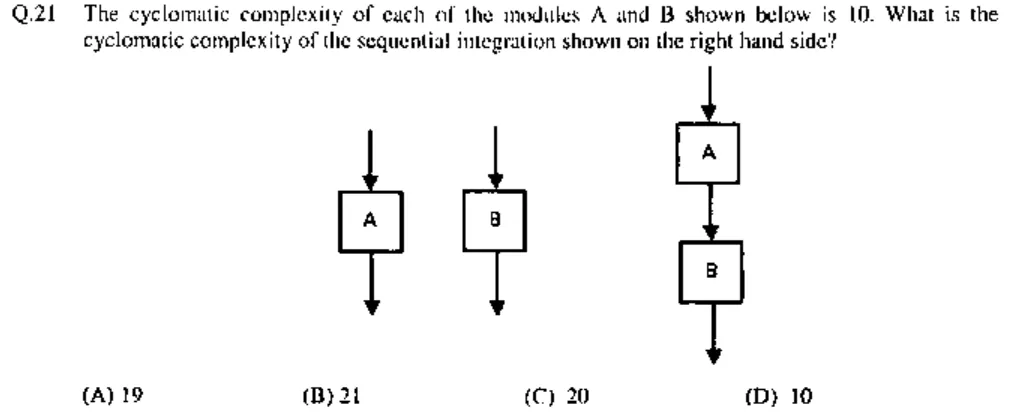 Q.21 The cyclomatic complexity of each of the modules A and B shown below is 10. What is the
cyclomatic complexity of the sequential integration shown on the right hand side?
A
A B
B
(A) 19 (B) 21 (C) 20 (D) 10